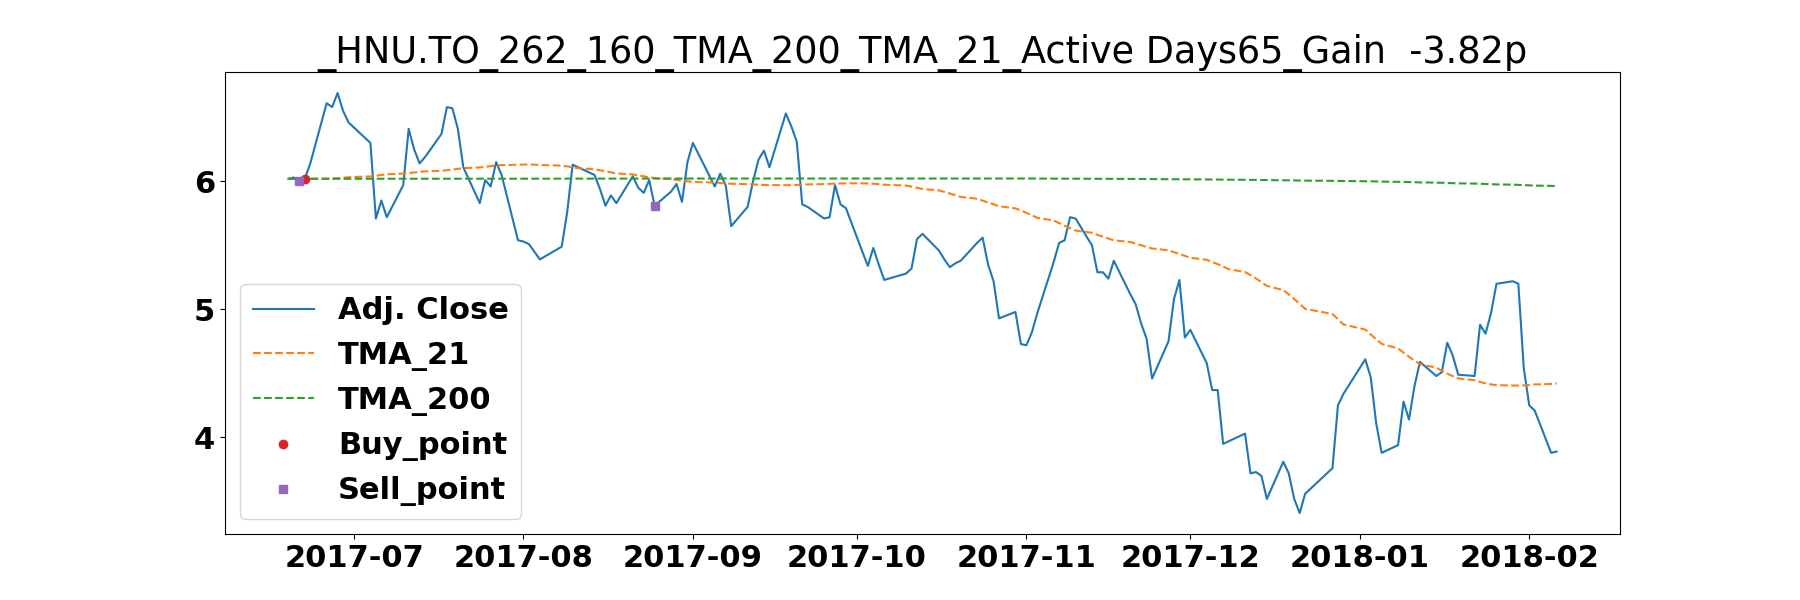 _HNU.TO_262_160_TMA_200_TMA_21_Active Days65_Gain  -3.82p
6
5
4
Adj. Close
TMA_21
TMA_200
Buy_point
Sell_point
2017-07 2017-08 2017-09 2017-10 2017-11 2017-12 2018-01 2018-02